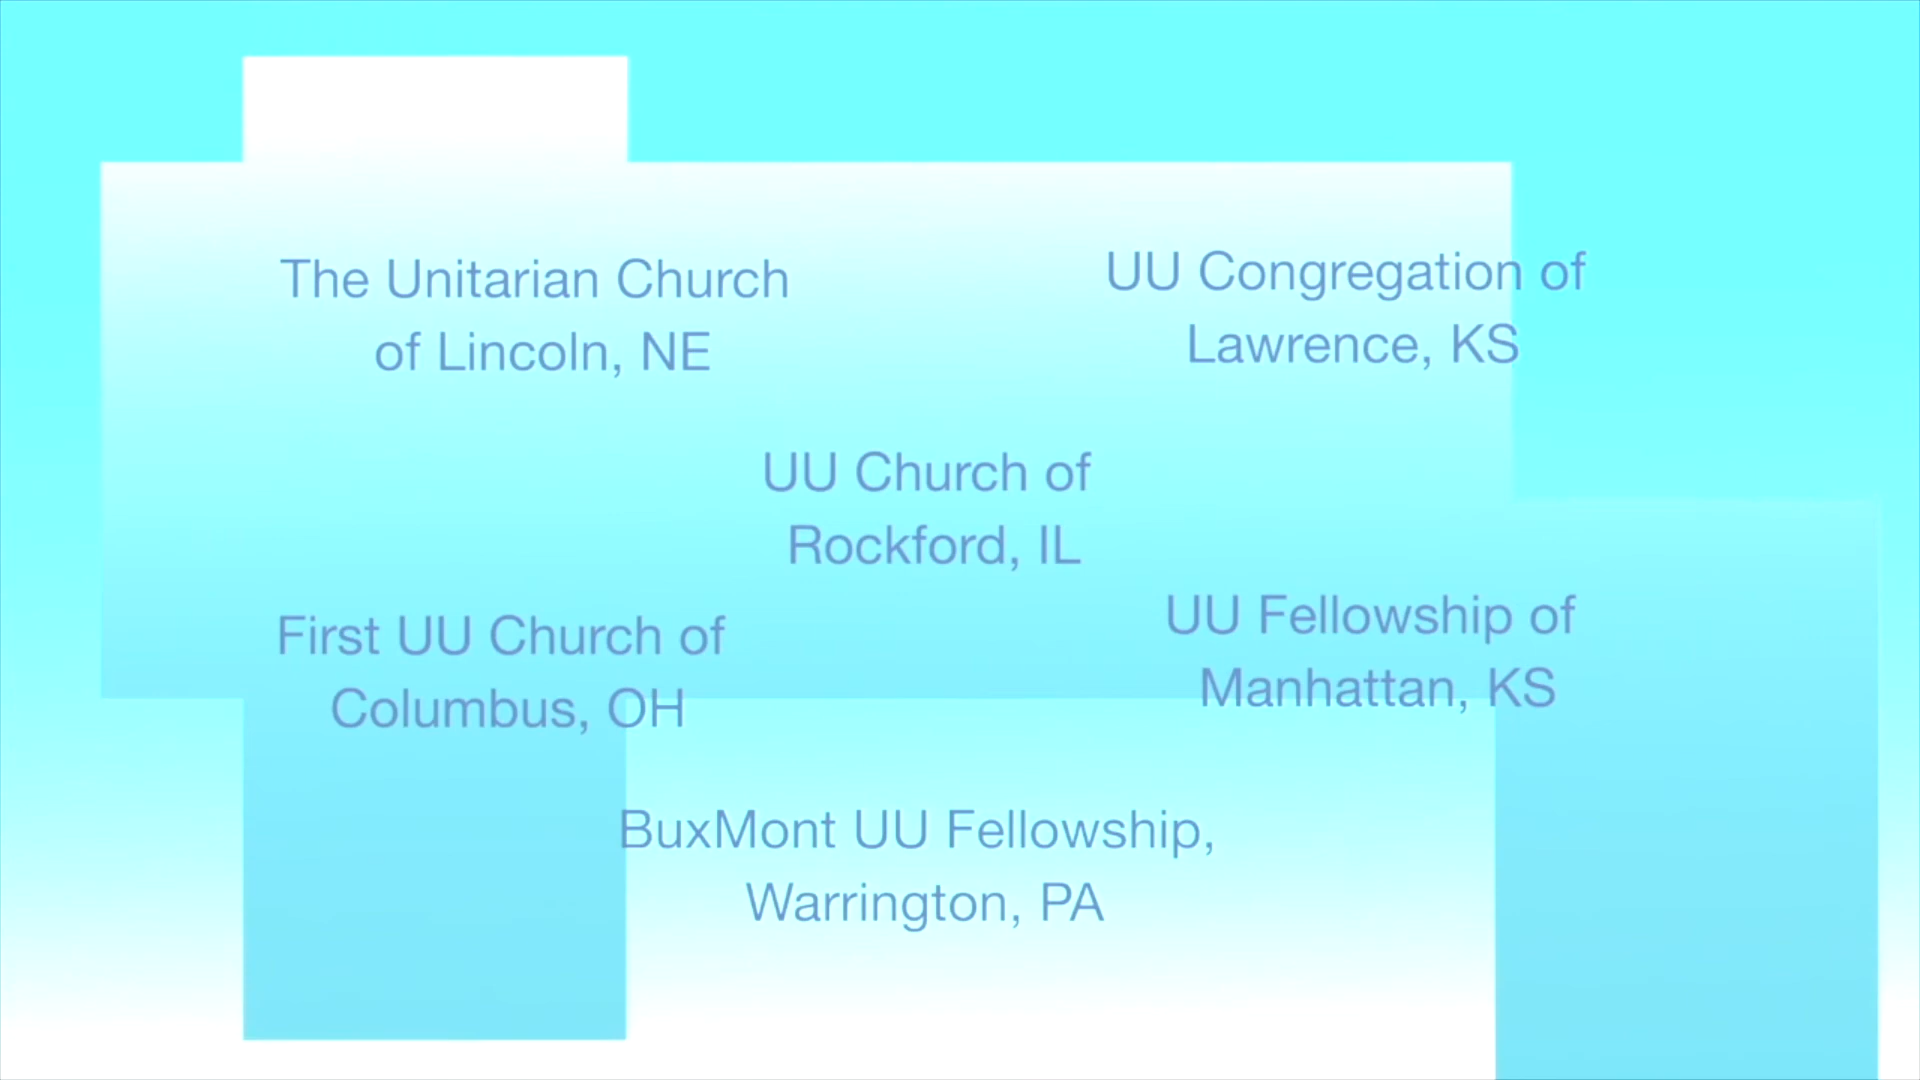 The Unitarian Church
of Lincoln, NE
UU Congregation of
Lawrence, KS
UU Church of
Rockford, IL
First UU Church of
Columbus, OH
UU Fellowship of
Manhattan, KS
BuxMont UU Fellowship,
Warrington, PA